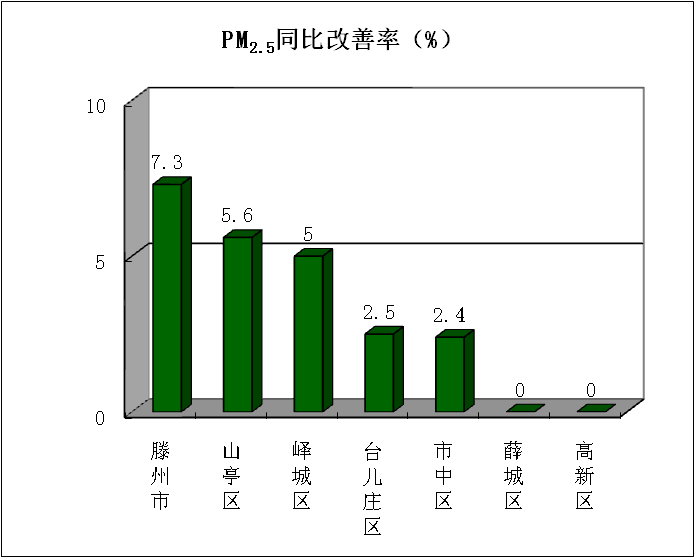 PM2.5同比改善率（%）
10
5
0
7.3
5.6
5
2.5
2.4
0
0
滕州市
山亭区
峄城区
台儿庄区
市中区
薛城区
高新区